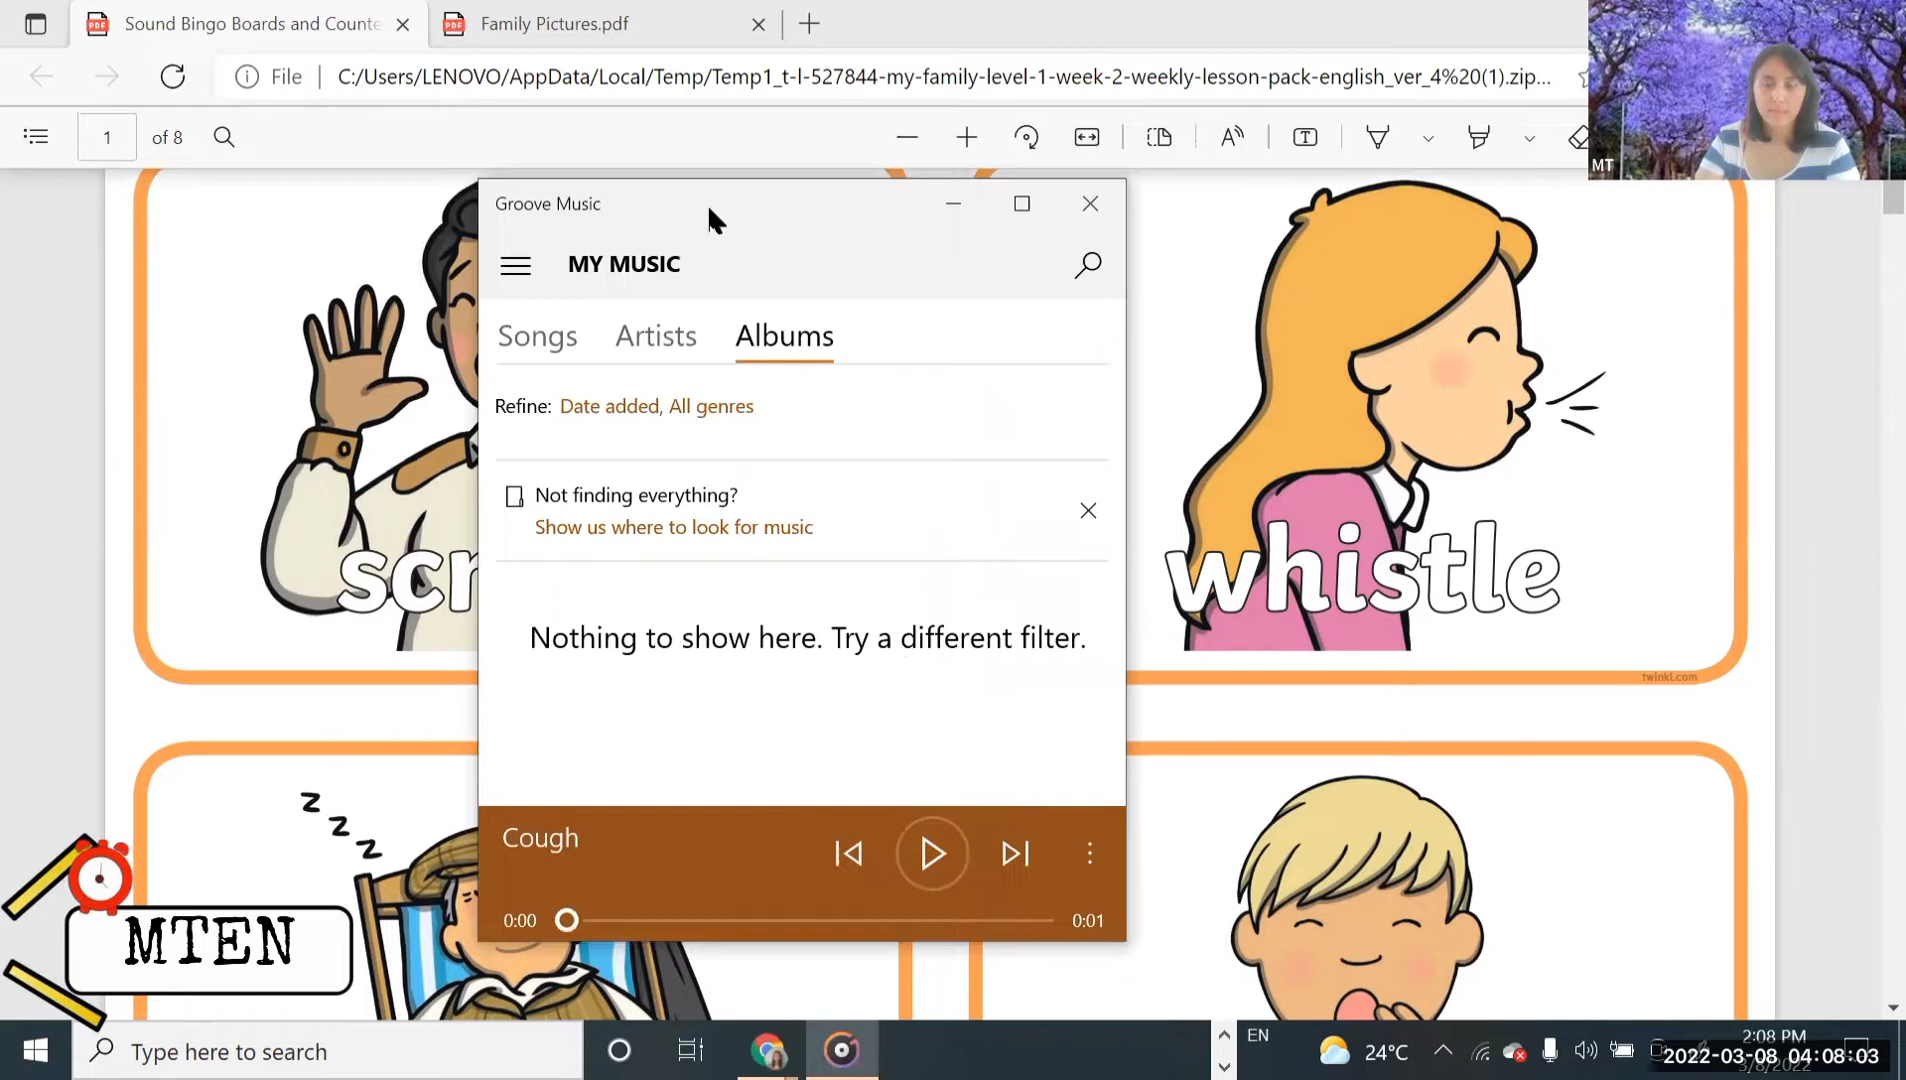 Sound Bingo Boards and Counte
Family Pictures.pdf
File
C:/Users/LENOVO/AppData/Local/Temp/Temp1_t-l-527844-my-family-level-1-week-2-weekly-lesson-pack-english_ver_4%20(1).zip...
1 of 8
MT
Groove Music
MY MUSIC
Songs Artists Albums
Refine: Date added, All genres
Not finding everything?
Show us where to look for music
Nothing to show here. Try a different filter.
scr
whistle
twinkl.com
z
z
z
Cough
0:00
0:01
MTEN
Type here to search
EN
24°C
2:08 PM
2022-03-08 04:08:03
3/8/2022